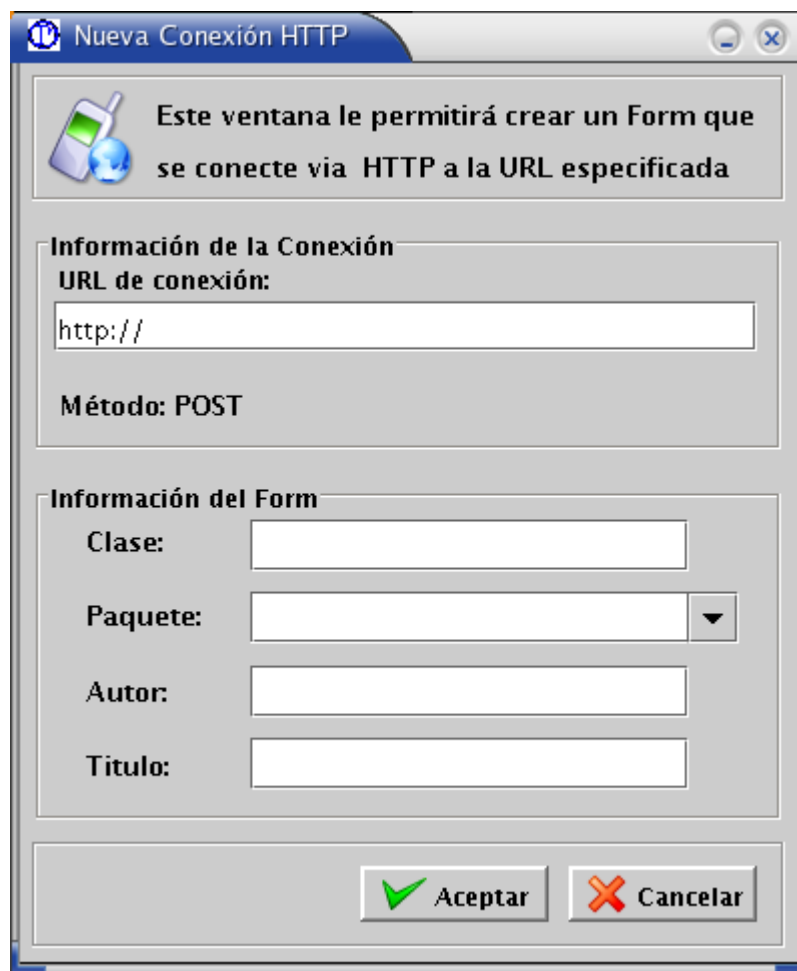 Nueva Conexión HTTP
Este ventana le permitirá crear un Form que
se conecte via HTTP a la URL especificada
Información de la Conexión
URL de conexión:
http://
Método: POST
Información del Form
Clase:
Paquete:
Autor:
Titulo:
Aceptar
Cancelar